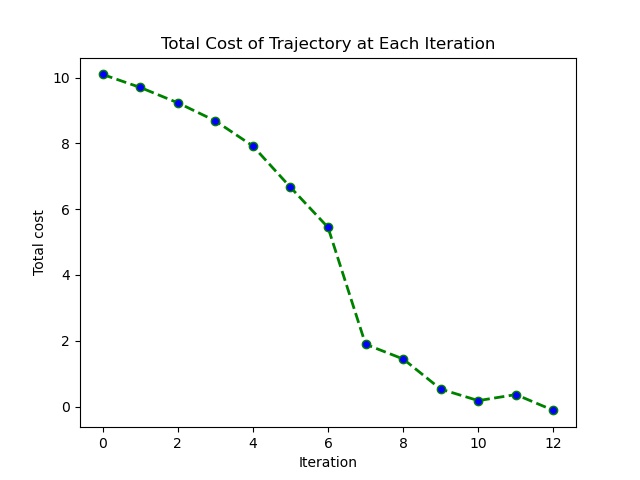 Total Cost of Trajectory at Each Iteration
10
8
6
4
2
0
Total cost
0 2 4 6 8 10 12
Iteration